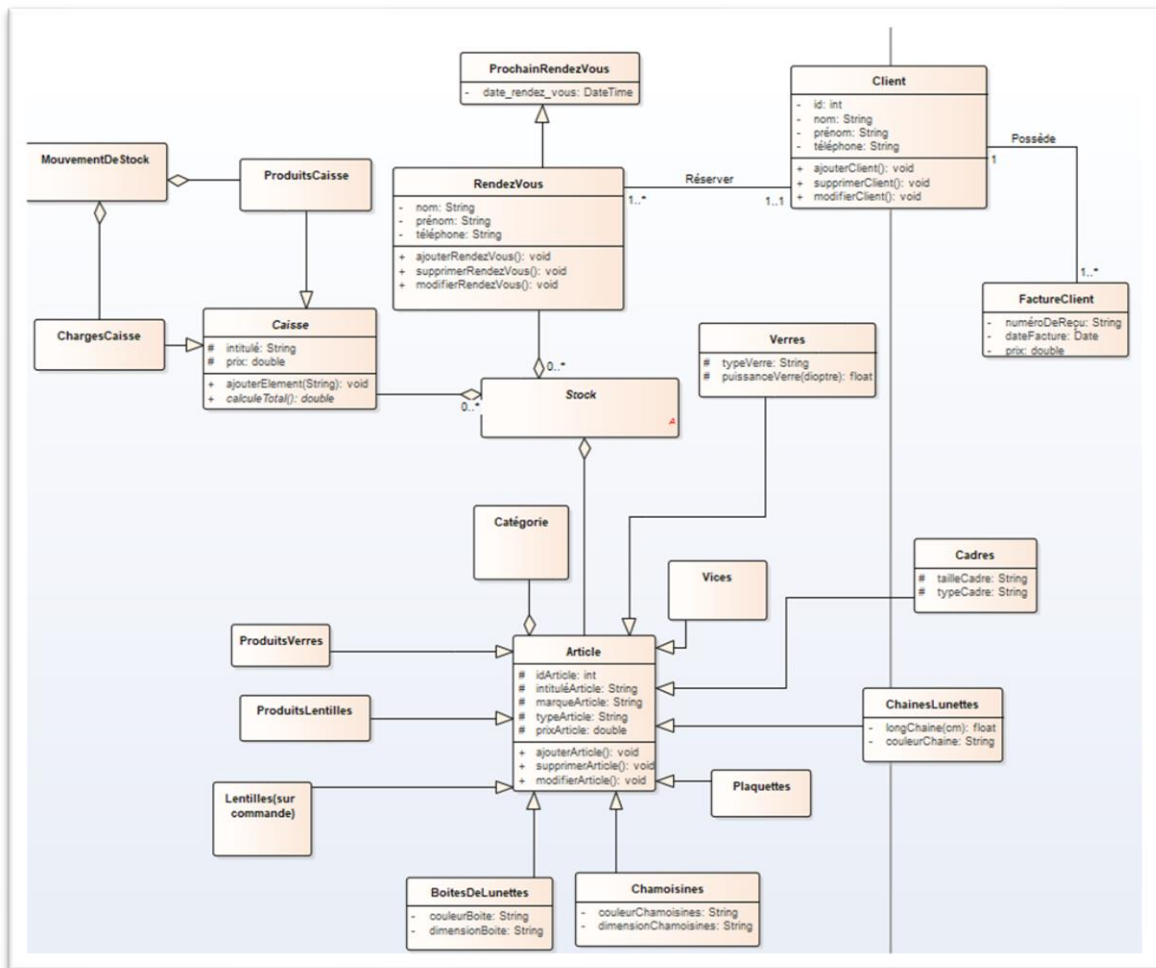 ProchainRendezVous
- date_rendez_vous: DateTime
Client
- id: int
- nom: String
- prénom: String
- téléphone: String
+ ajouterClient(): void
+ supprimerClient(): void
+ modifierClient(): void
Possède
1
1..*
MouvementDeStock
ProduitsCaisse
RendezVous
- nom: String
- prénom: String
- téléphone: String
+ ajouterRendezVous(): void
+ supprimerRendezVous(): void
+ modifierRendezVous(): void
Réserver
1..*
1..1
FactureClient
- numéroDeReçu: String
- dateFacture: Date
- prix: double
ChargesCaisse
Caisse
# intitulé: String
# prix: double
+ ajouterElement(String): void
+ calculeTotal(): double
0..*
0..*
Stock
A
Verres
# typeVerre: String
# puissanceVerre(dioptre): float
Catégorie
Vices
Cadres
# tailleCadre: String
# typeCadre: String
ProduitsVerres
Article
# idArticle: int
# intituléArticle: String
# marqueArticle: String
# typeArticle: String
# prixArticle: double
+ ajouterArticle(): void
+ supprimerArticle(): void
+ modifierArticle(): void
ProduitsLentilles
ChainesLunettes
- longChaine(cm): float
- couleurChaine: String
Plaquettes
Lentilles(sur
commande)
BoitesDeLunettes
- couleurBoite: String
- dimensionBoite: String
Chamoisines
- couleurChamoisines: String
- dimensionChamoisines: String